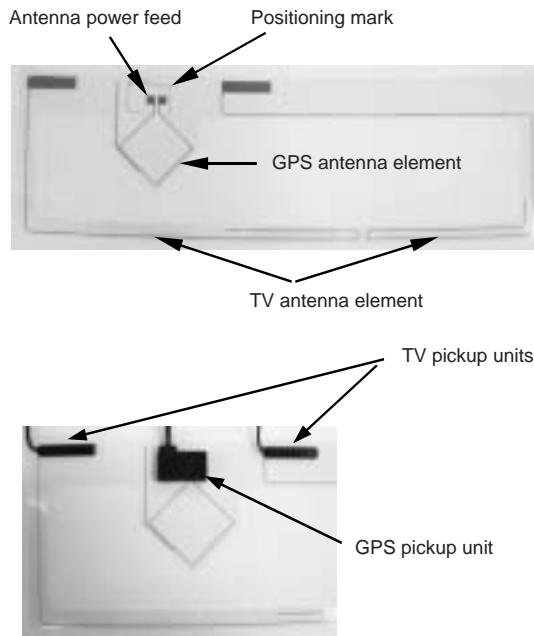 Antenna power feed
Positioning mark
GPS antenna element
TV antenna element
TV pickup units
GPS pickup unit